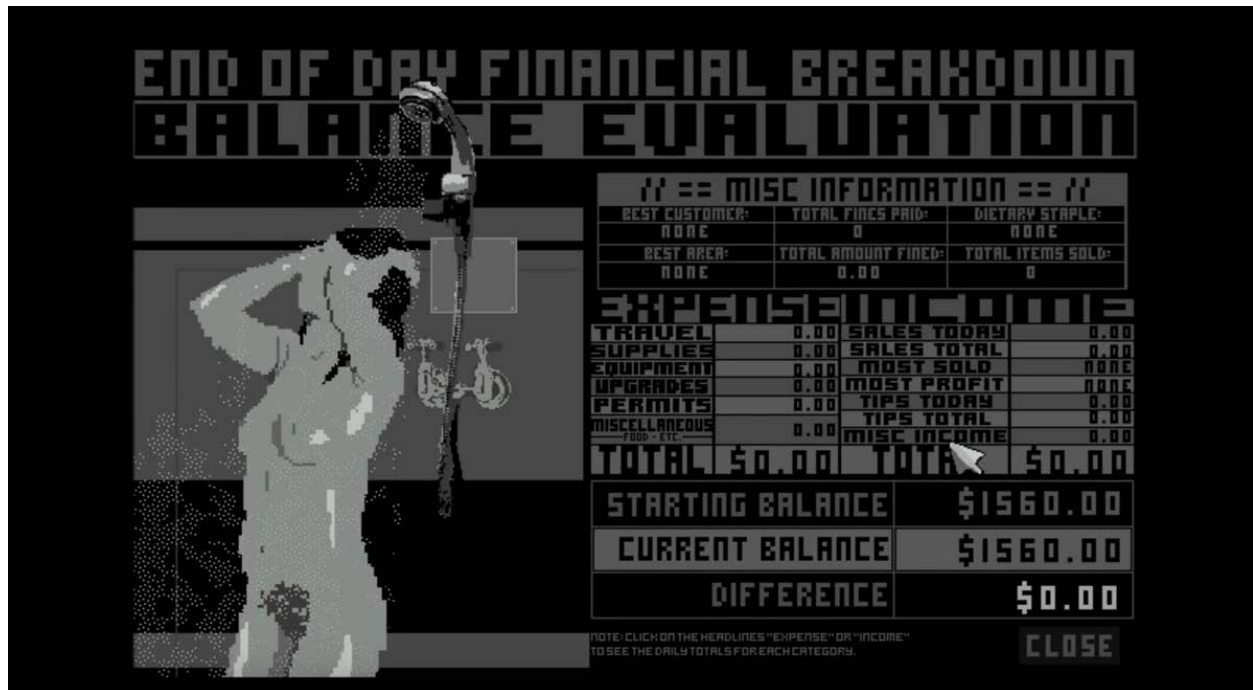 END OF DAY FINANCIAL BREAKDOWN
BALANCE EVALUATION
// == MISC INFORMATION == //
BEST CUSTOMER: TOTAL FINES PAID: DIETARY STAPLE:
NONE 0 NONE
BEST AREA: TOTAL AMOUNT FINED: TOTAL ITEMS SOLD:
NONE 0.00 0
EXPENSE INCOME
TRAVEL 0.00 SALES TODAY 0.00
SUPPLIES 0.00 SALES TOTAL 0.00
EQUIPMENT 0.00 MOST SOLD NONE
UPGRADES 0.00 MOST PROFIT NONE
PERMITS 0.00 TIPS TODAY 0.00
MISCELLANEOUS 0.00 TIPS TOTAL 0.00
FOOD - ETC. MISC INCOME 0.00
TOTAL $0.00 TOTAL $0.00
STARTING BALANCE $1560.00
CURRENT BALANCE $1560.00
DIFFERENCE $0.00
NOTE: CLICK ON THE HEADLINES "EXPENSE" OR "INCOME"
TO SEE THE DAILY TOTALS FOR EACH CATEGORY.
CLOSE